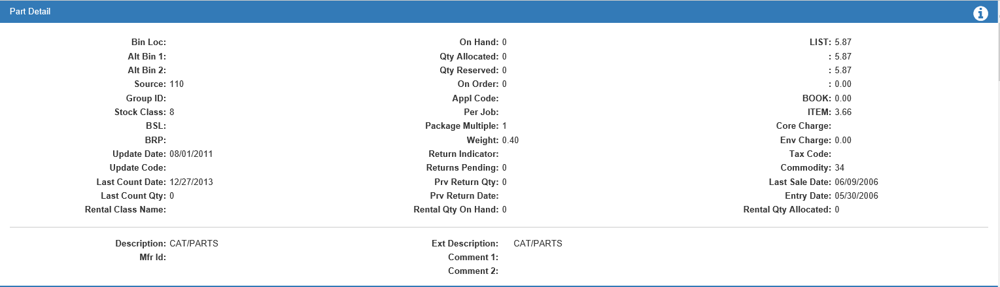 Part Detail
Bin Loc: On Hand: 0 LIST: 5.87
Alt Bin 1: Qty Allocated: 0 : 5.87
Alt Bin 2: Qty Reserved: 0 : 5.87
Source: 110 On Order: 0 : 0.00
Group ID: Appl Code: BOOK: 0.00
Stock Class: 8 Per Job: ITEM: 3.66
BSL: Package Multiple: 1 Core Charge:
BRP: Weight: 0.40 Env Charge: 0.00
Update Date: 08/01/2011 Return Indicator: Tax Code:
Update Code: Returns Pending: 0 Commodity: 34
Last Count Date: 12/27/2013 Prv Return Qty: 0 Last Sale Date: 06/09/2006
Last Count Qty: 0 Prv Return Date: Entry Date: 05/30/2006
Rental Class Name: Rental Qty On Hand: 0 Rental Qty Allocated: 0
Description: CAT/PARTS Ext Description: CAT/PARTS
Mfr Id: Comment 1:
Comment 2: